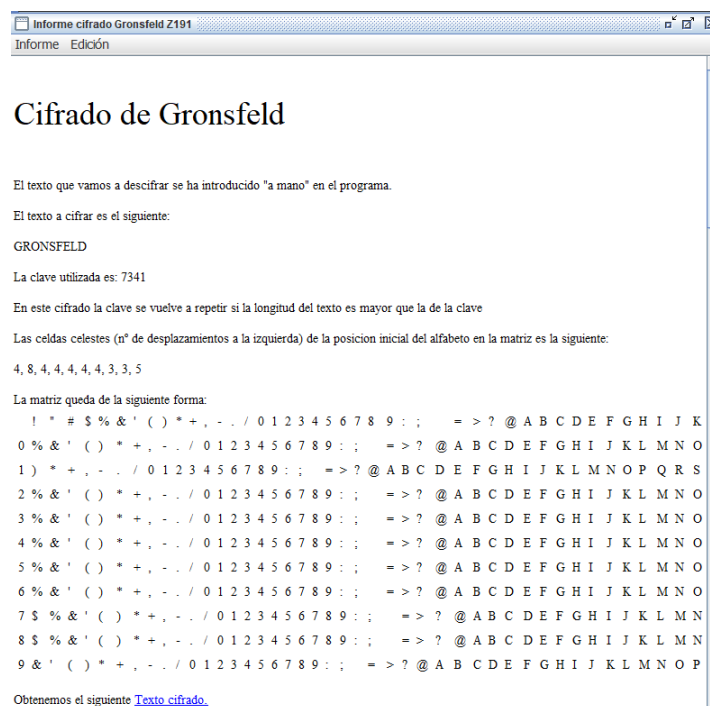 Informe cifrado Gronsfeld Z191
Informe Edición
Cifrado de Gronsfeld
El texto que vamos a descifrar se ha introducido "a mano" en el programa.
El texto a cifrar es el siguiente:
GRONSFELD
La clave utilizada es: 7341
En este cifrado la clave se vuelve a repetir si la longitud del texto es mayor que la de la clave
Las celdas celestes (nº de desplazamientos a la izquierda) de la posicion inicial del alfabeto en la matriz es la siguiente:
4, 8, 4, 4, 4, 4, 4, 3, 3, 5
La matriz queda de la siguiente forma:
! " # $ % & ' ( ) * + , - . / 0 1 2 3 4 5 6 7 8 9 : ; = > ? @ A B C D E F G H I J K
0 % & ' ( ) * + , - . / 0 1 2 3 4 5 6 7 8 9 : ; = > ? @ A B C D E F G H I J K L M N O
1 ) * + , - . / 0 1 2 3 4 5 6 7 8 9 : ; = > ? @ A B C D E F G H I J K L M N O P Q R S
2 % & ' ( ) * + , - . / 0 1 2 3 4 5 6 7 8 9 : ; = > ? @ A B C D E F G H I J K L M N O
3 % & ' ( ) * + , - . / 0 1 2 3 4 5 6 7 8 9 : ; = > ? @ A B C D E F G H I J K L M N O
4 % & ' ( ) * + , - . / 0 1 2 3 4 5 6 7 8 9 : ; = > ? @ A B C D E F G H I J K L M N O
5 % & ' ( ) * + , - . / 0 1 2 3 4 5 6 7 8 9 : ; = > ? @ A B C D E F G H I J K L M N O
6 % & ' ( ) * + , - . / 0 1 2 3 4 5 6 7 8 9 : ; = > ? @ A B C D E F G H I J K L M N O
7 $ % & ' ( ) * + , - . / 0 1 2 3 4 5 6 7 8 9 : ; = > ? @ A B C D E F G H I J K L M N
8 $ % & ' ( ) * + , - . / 0 1 2 3 4 5 6 7 8 9 : ; = > ? @ A B C D E F G H I J K L M N
9 & ' ( ) * + , - . / 0 1 2 3 4 5 6 7 8 9 : ; = > ? @ A B C D E F G H I J K L M N O P
Obtenemos el siguiente Texto cifrado.